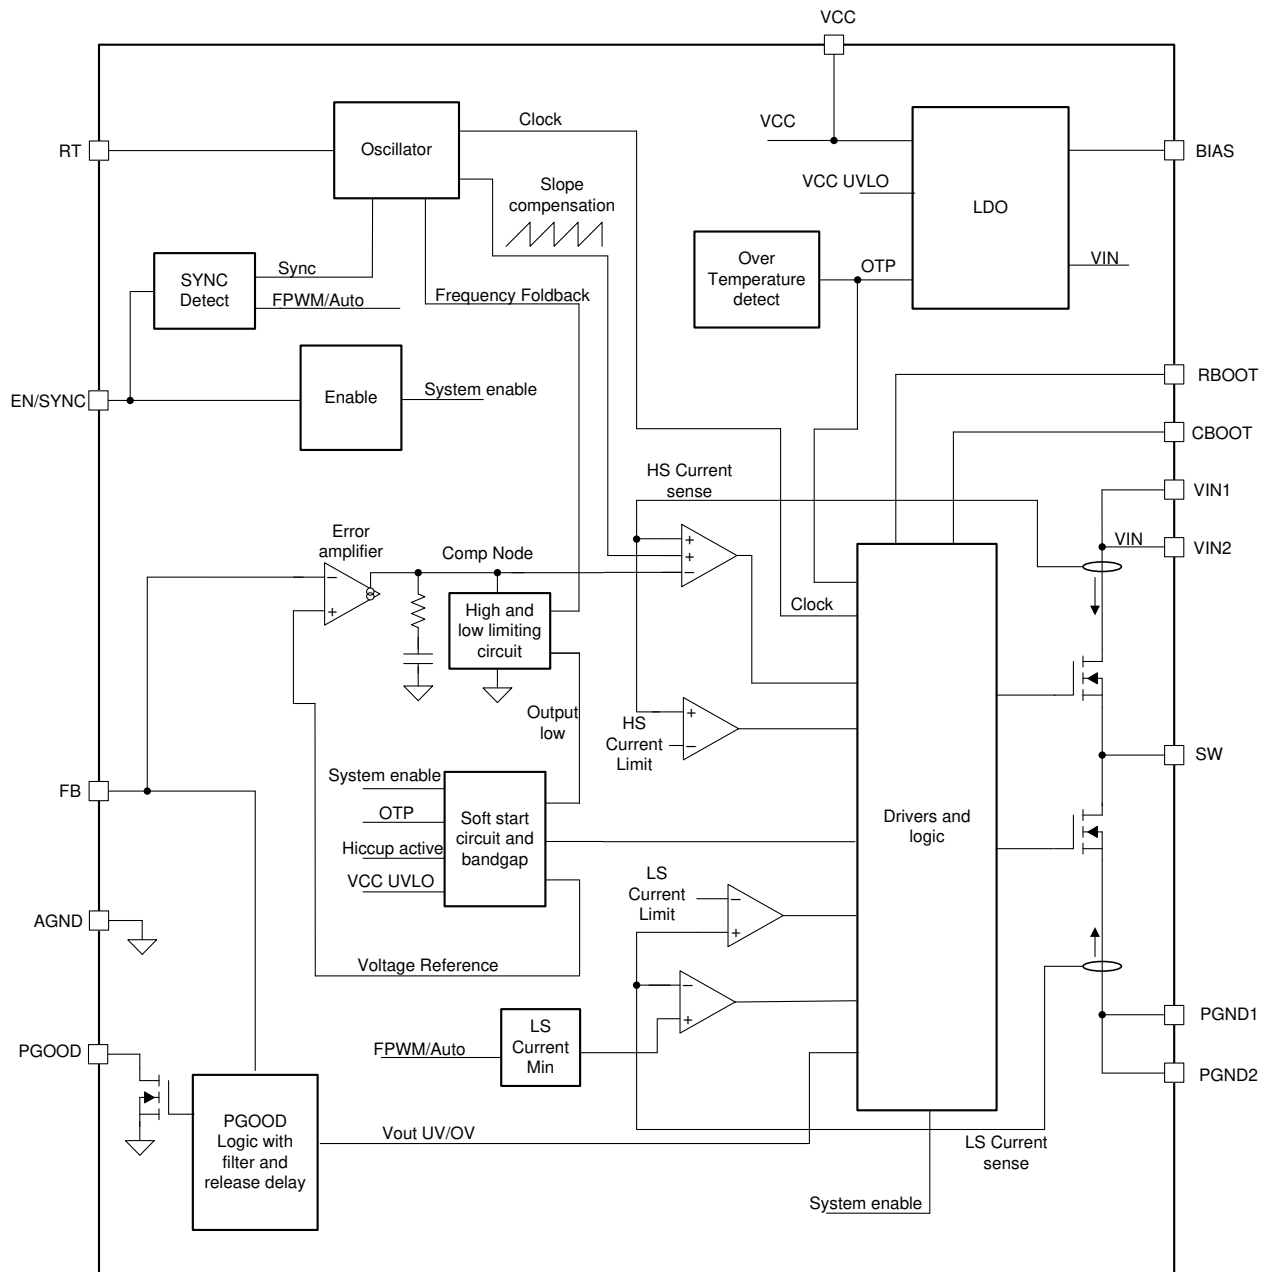 VCC
RT
Oscillator
Clock
VCC
BIAS
Slope
compensation
VCC UVLO
LDO
SYNC
Detect
Sync
FPWM/Auto
Frequency Foldback
Over
Temperature
detect
OTP
VIN
EN/SYNC
Enable
System enable
RBOOT
CBOOT
HS Current
sense
VIN1
VIN
VIN2
Error
amplifier
Comp Node
−
+
+
+
−
High and
low limiting
circuit
Clock
Output
low
HS
Current
Limit
+
−
SW
FB
System enable
OTP
Hiccup active
VCC UVLO
Soft start
circuit and
bandgap
Drivers and
logic
LS
Current
Limit
−
+
AGND
Voltage Reference
−
+
PGOOD
FPWM/Auto
LS
Current
Min
PGND1
PGND2
PGOOD
Logic with
filter and
release delay
Vout UV/OV
LS Current
sense
System enable